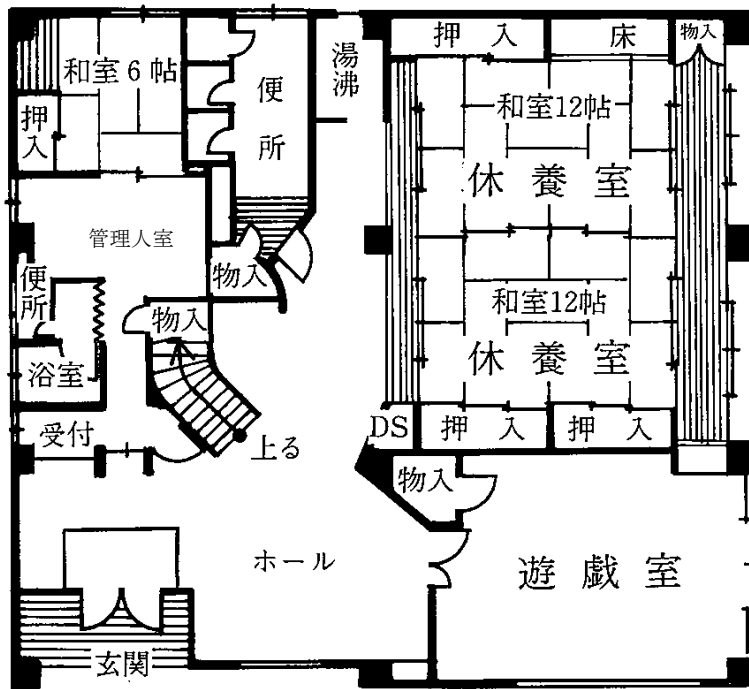 和室6帖
押入
便所
湯沸
押入
床
物入
和室12帖
休養室
管理人室
物入
便所
物入
和室12帖
休養室
浴室
受付
上る
DS
押入
押入
物入
ホール
遊戯室
玄関